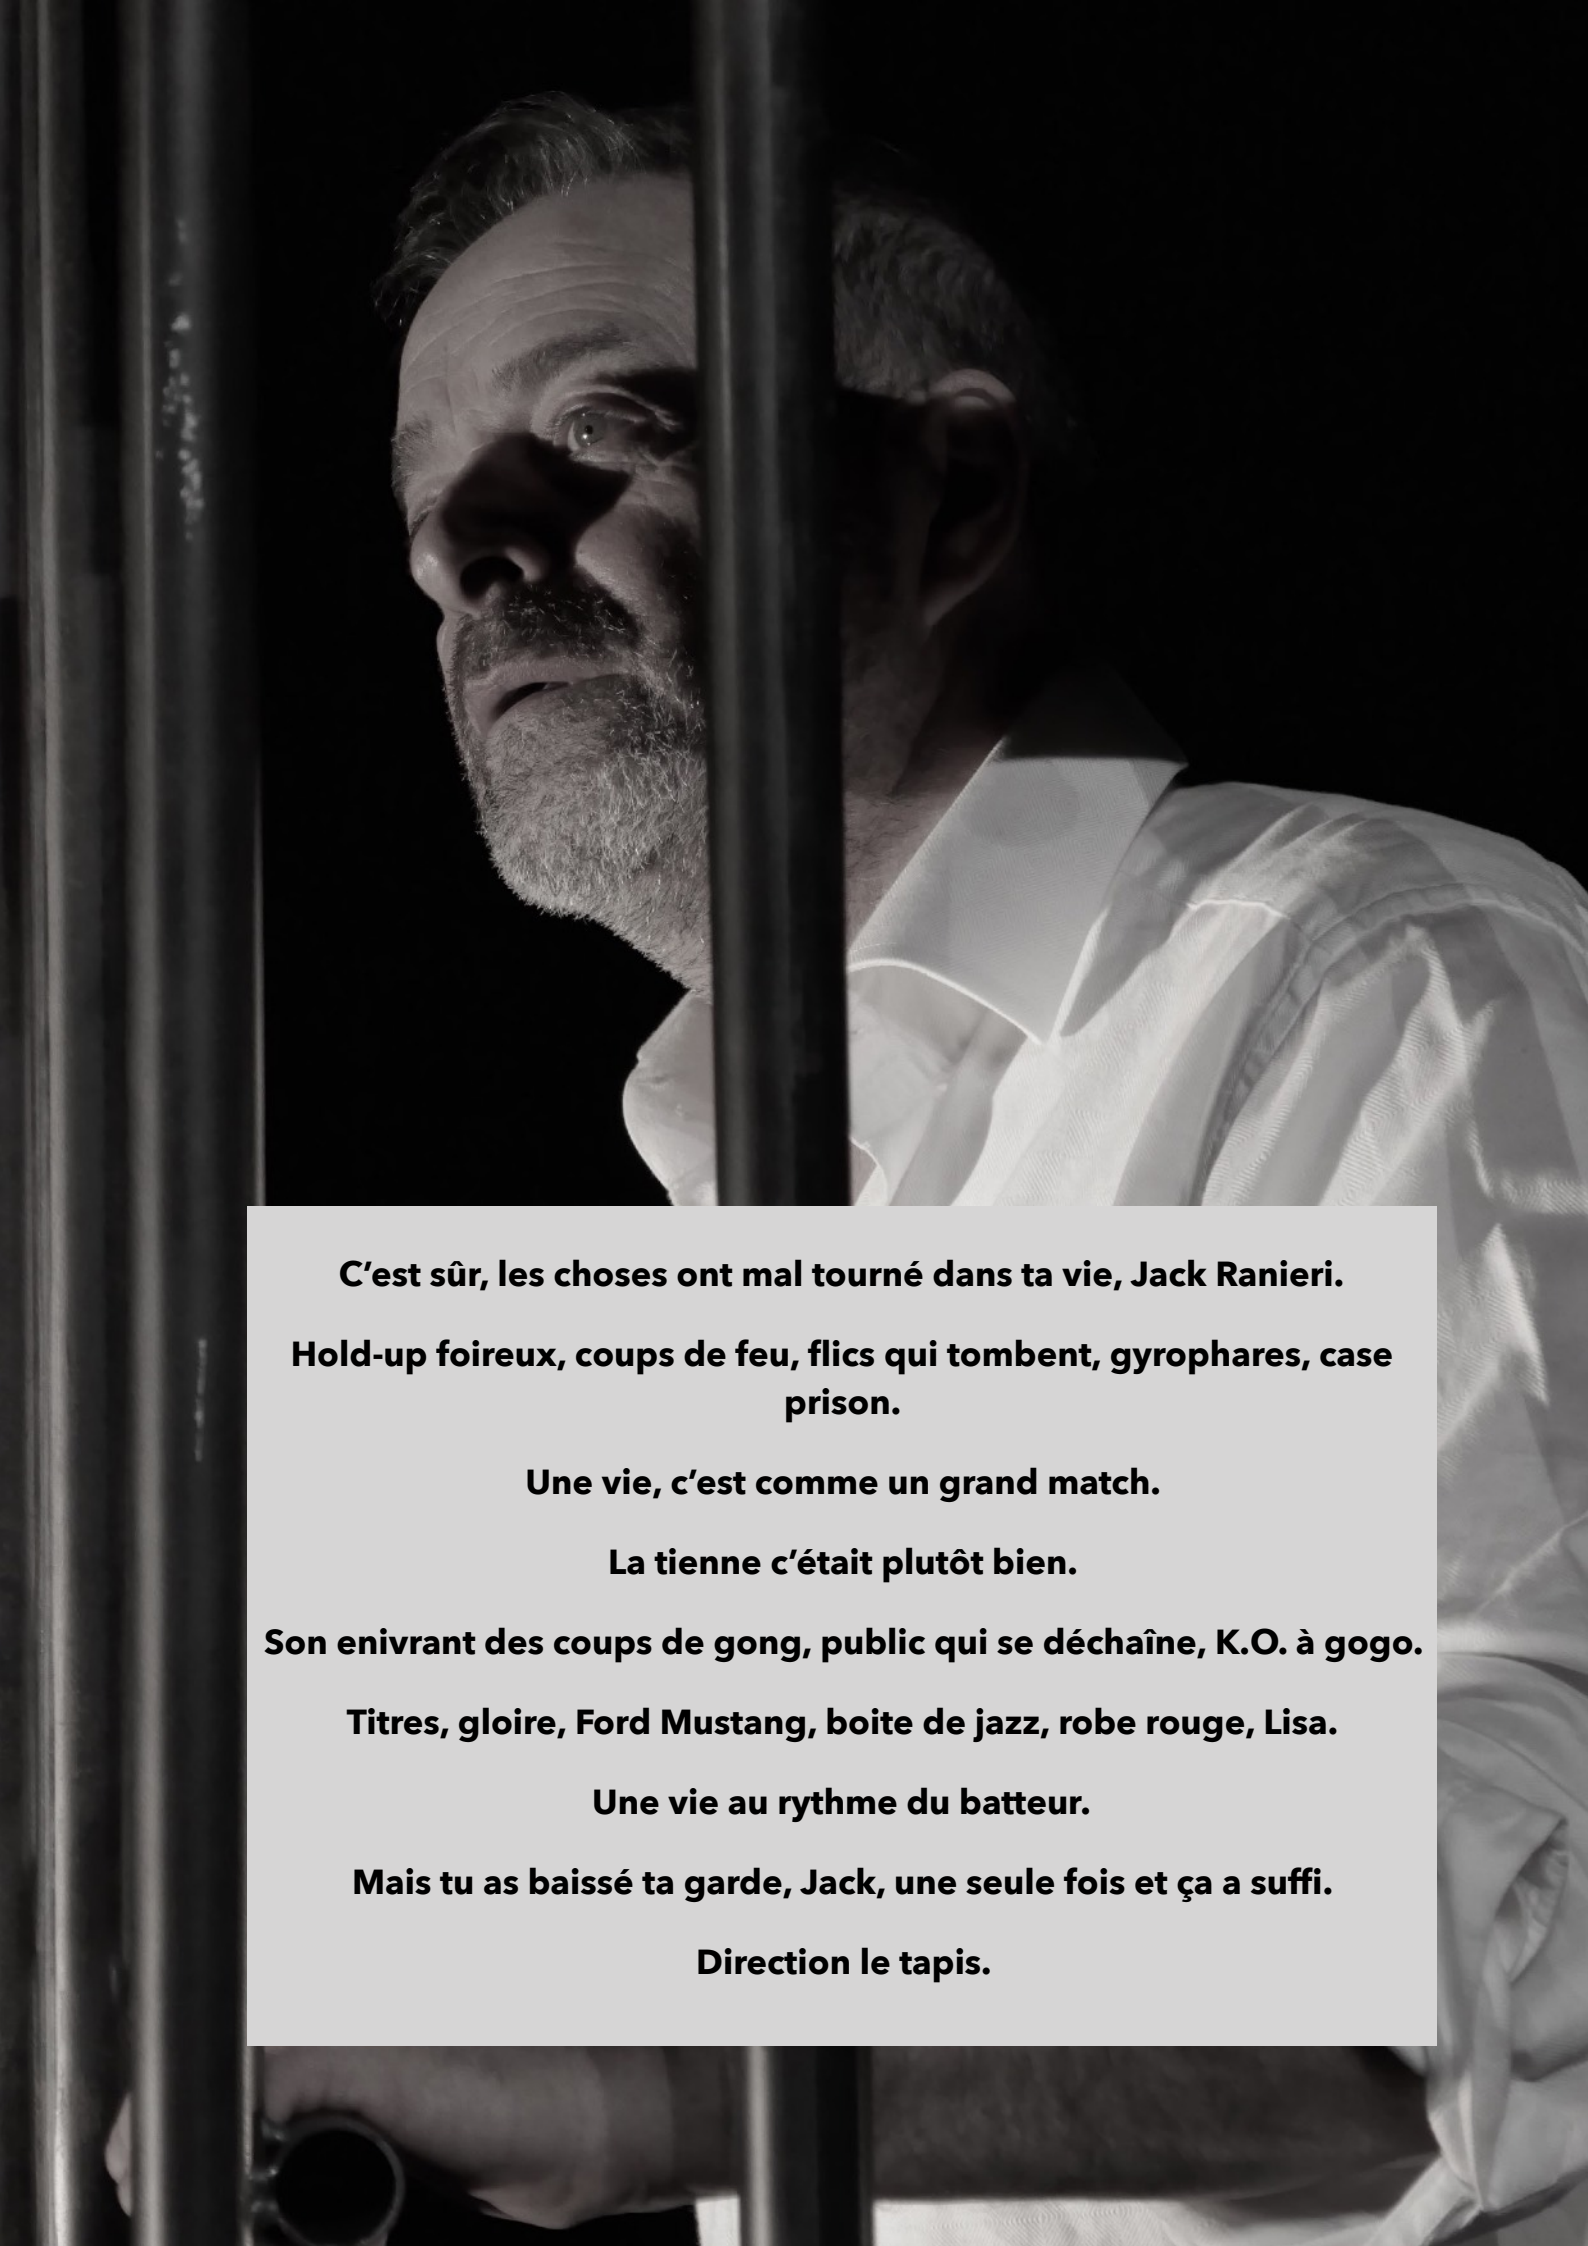 C’est sûr, les choses ont mal tourné dans ta vie, Jack Ranieri.
Hold-up foireux, coups de feu, flics qui tombent, gyrophares, case
prison.
Une vie, c’est comme un grand match.
La tienne c’était plutôt bien.
Son enivrant des coups de gong, public qui se déchaîne, K.O. à gogo.
Titres, gloire, Ford Mustang, boite de jazz, robe rouge, Lisa.
Une vie au rythme du batteur.
Mais tu as baissé ta garde, Jack, une seule fois et ça a suffi.
Direction le tapis.